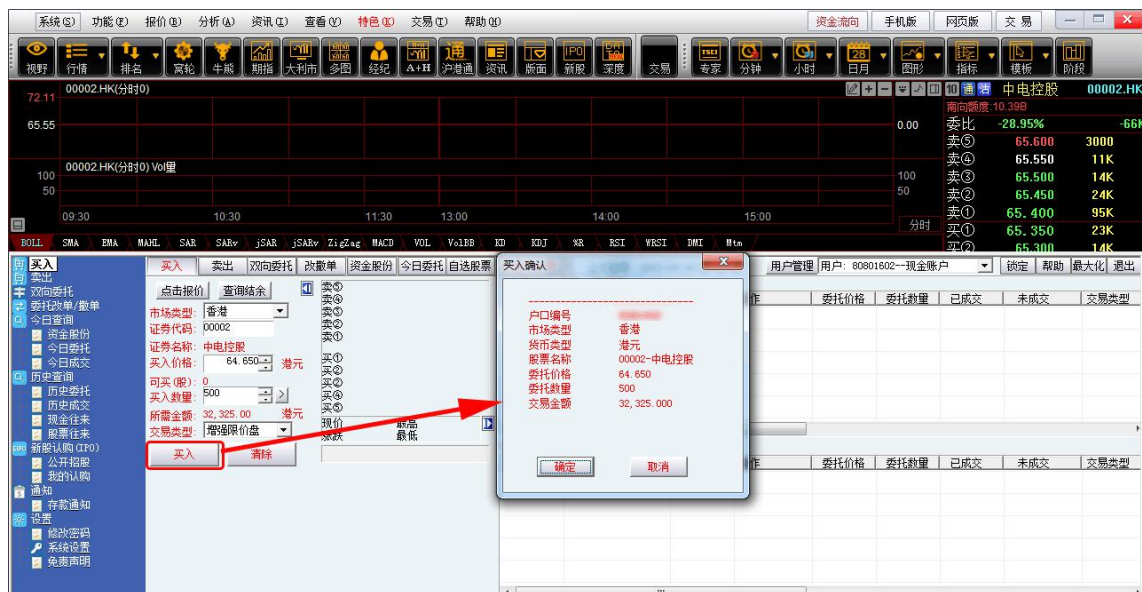 系统(S) 功能(F) 报价(B) 分析(A) 资讯(I) 查看(V) 特色(K) 交易(T) 帮助(H) 资金流向 手机版 网页版 交 易
视野 行情 排名 窝轮 牛熊 期指 大利市 多图 经纪 A+H 沪港通 资讯 版面 新股 深度 交易 专家 分钟 小时 日月 图形 指标 模板 阶段
00002.HK(分时0) 10 通 沽 中电控股 00002.HK
72.11
南向额度:10.39B
65.55 0.00 委比 -28.95% -66K
卖⑤ 65.600 3000
卖④ 65.550 11K
00002.HK(分时0) Vol量
100 100 卖③ 65.500 14K
50 50 卖② 65.450 24K
09:30 10:30 11:30 13:00 14:00 15:00 卖① 65.400 95K
分时 买① 65.350 23K
BOLL SMA EMA MAHL SAR SARv jSAR jSARv ZigZag MACD VOL VolBB KD KDJ %R RSI WRSI DMI Mtm 买② 65.300 14K
买入
卖出
双向委托
委托改单/撤单
今日查询
资金股份
今日委托
今日成交
历史查询
历史委托
历史成交
现金往来
股票往来
新股认购(IPO)
公开招股
我的认购
通知
存款通知
设置
修改密码
系统设置
免责声明
买入 卖出 双向委托 改撤单 资金股份 今日委托 自选股票
点击报价 查询结余
市场类型: 香港
证券代码: 00002
证券名称: 中电控股
买入价格: 64.650 港元
可买(股): 0
买入数量: 500
所需金额: 32,325.00 港元
交易类型: 增强限价盘
买入 清除
卖⑤
卖④
卖③
卖②
卖①
买①
买②
买③
买④
买⑤
现价 最高
涨跌 最低
买入确认
户口编号
市场类型 香港
货币类型 港元
股票名称 00002-中电控股
委托价格 64.650
委托数量 500
交易金额 32,325.000
确定 取消
用户管理 用户: 80801602--现金账户 锁定 帮助 最大化 退出
作 委托价格 委托数量 已成交 未成交 交易类型
作 委托价格 委托数量 已成交 未成交 交易类型